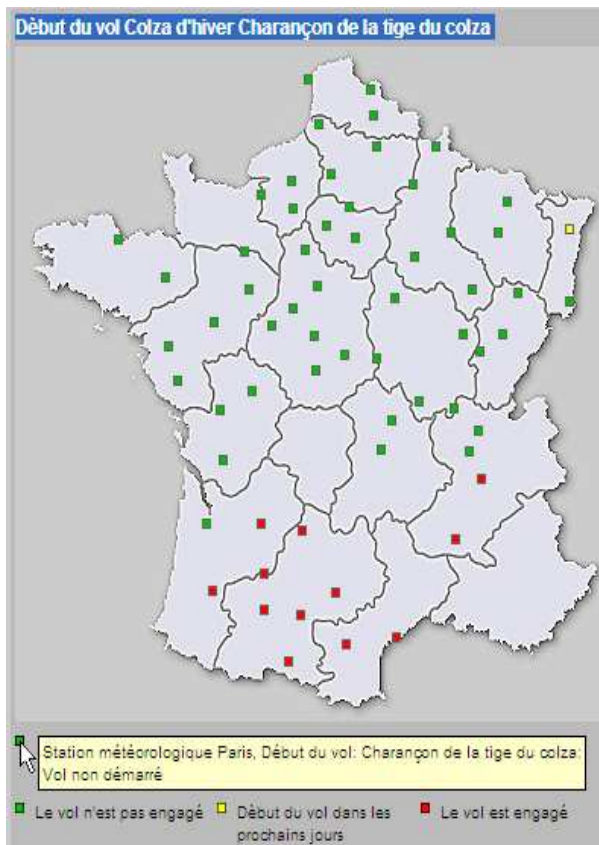 Dèbut du vol Colza d'hiver Charançon de la tige du colza
Station météorologique Paris, Début du vol: Charançon de la tige du colza:
Vol non démarré
Le vol n'est pas engagé
Début du vol dans les
prochains jours
Le vol est engagé